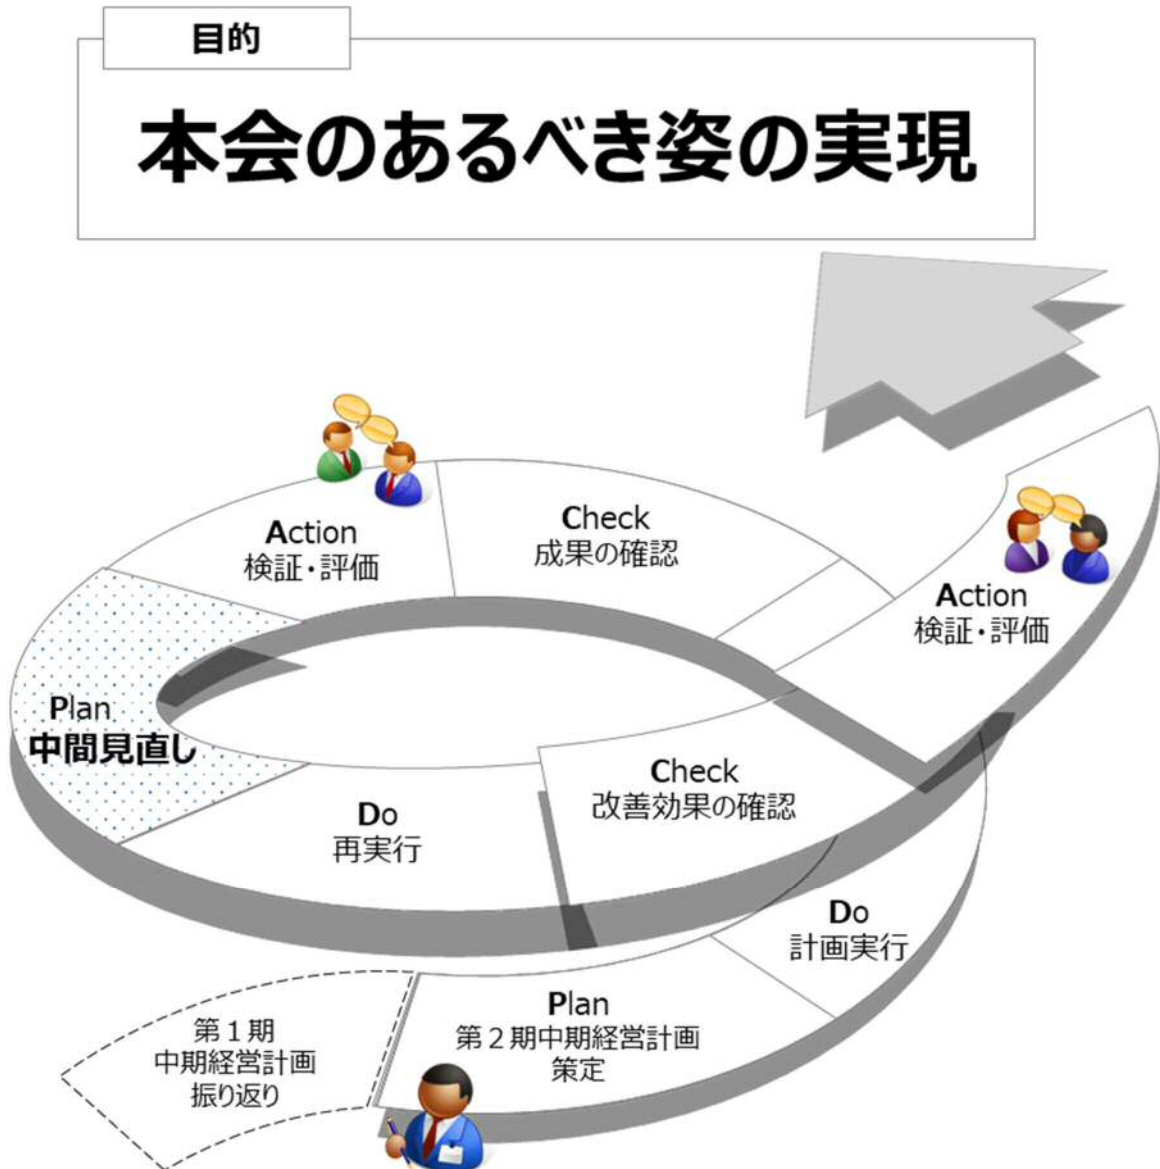 目的
本会のあるべき姿の実現
Action
検証・評価
Check
成果の確認
Action
検証・評価
Plan
中間見直し
Check
改善効果の確認
Do
再実行
Do
計画実行
Plan
第２期中期経営計画
策定
第１期
中期経営計画
振り返り